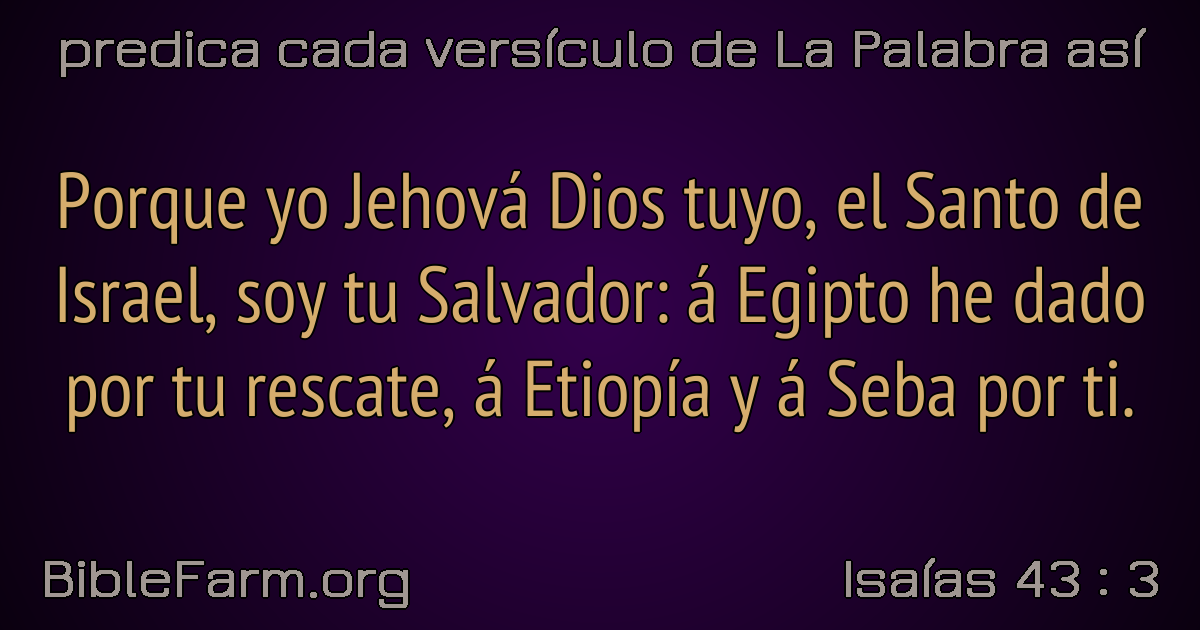 predica cada versículo de La Palabra así
Porque yo Jehová Dios tuyo, el Santo de
Israel, soy tu Salvador: á Egipto he dado
por tu rescate, á Etiopía y á Seba por ti.
BibleFarm.org
Isaías 43 : 3